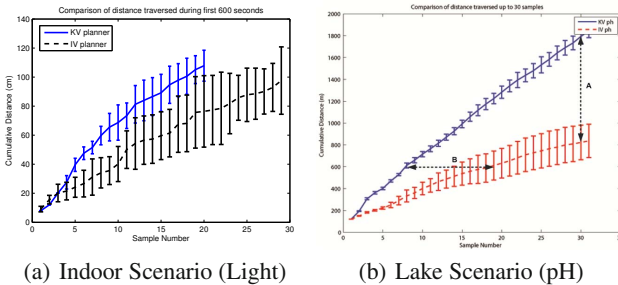 Comparison of distance traversed during first 600 seconds
KV planner
IV planner
Cumulative Distance (cm)
140
120
100
80
60
40
20
0
0 5 10 15 20 25 30
Sample Number
(a) Indoor Scenario (Light)
Comparison of distance traversed up to 30 samples
KV ph
IV ph
Cumulative Distance (m)
2000
1800
1600
1400
1200
1000
800
600
400
200
0
A
B
0 5 10 15 20 25 30
Sample Number
(b) Lake Scenario (pH)